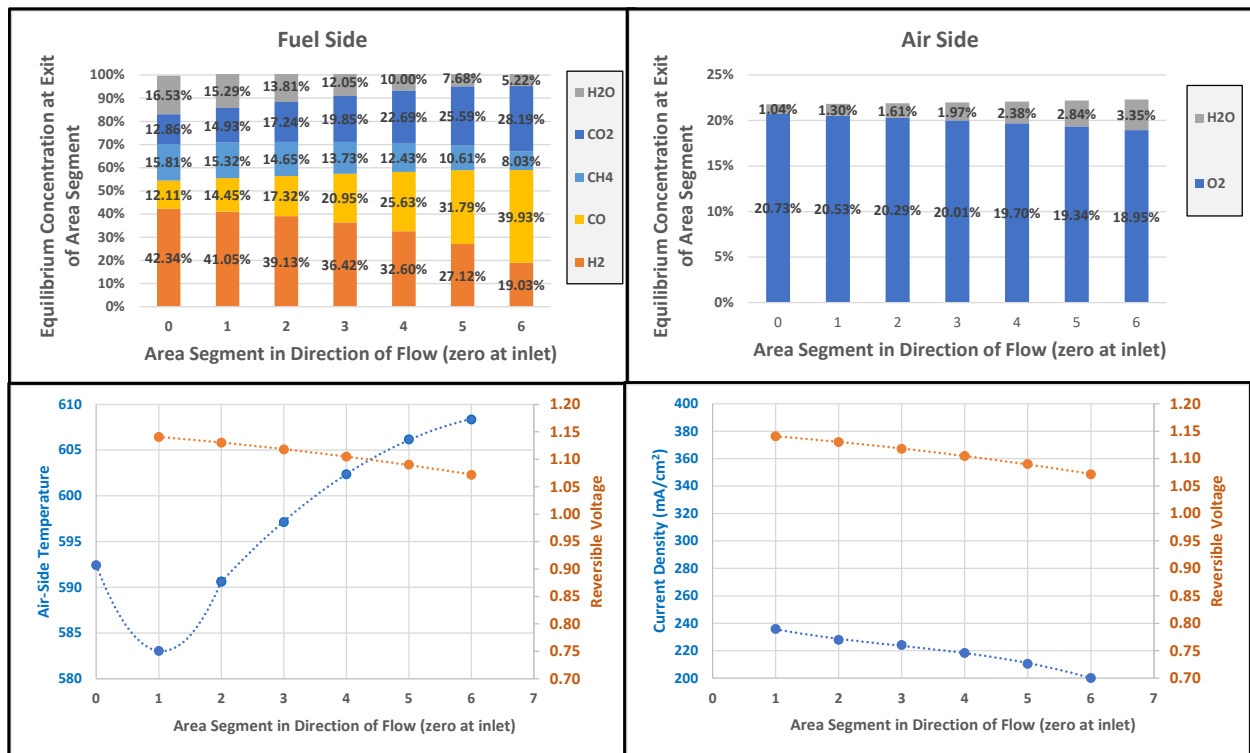 Fuel Side
Equilibrium Concentration at Exit
of Area Segment
100%
90%
80%
70%
60%
50%
40%
30%
20%
10%
0%
16.53% 15.29% 13.81% 12.05% 10.00% 7.68% 5.22%
12.86% 14.93% 17.24% 19.85% 22.69% 25.59% 28.19%
15.81% 15.32% 14.65% 13.73% 12.43% 10.61% 8.03%
12.11% 14.45% 17.32% 20.95% 25.63% 31.79% 39.93%
42.34% 41.05% 39.13% 36.42% 32.60% 27.12% 19.03%
0 1 2 3 4 5 6
Area Segment in Direction of Flow (zero at inlet)
H2O
CO2
CH4
CO
H2
Air Side
Equilibrium Concentration at Exit
of Area Segment
25%
20%
15%
10%
5%
0%
1.04% 1.30% 1.61% 1.97% 2.38% 2.84% 3.35%
20.73% 20.53% 20.29% 20.01% 19.70% 19.34% 18.95%
0 1 2 3 4 5 6
Area Segment in Direction of Flow (zero at inlet)
H2O
O2
Air-Side Temperature
610
605
600
595
590
585
580
0 1 2 3 4 5 6 7
Area Segment in Direction of Flow (zero at inlet)
1.20
1.15
1.10
1.05
1.00
0.95
0.90
0.85
0.80
0.75
0.70
Reversible Voltage
Current Density (mA/cm²)
400
380
360
340
320
300
280
260
240
220
200
0 1 2 3 4 5 6 7
Area Segment in Direction of Flow (zero at inlet)
1.20
1.15
1.10
1.05
1.00
0.95
0.90
0.85
0.80
0.75
0.70
Reversible Voltage